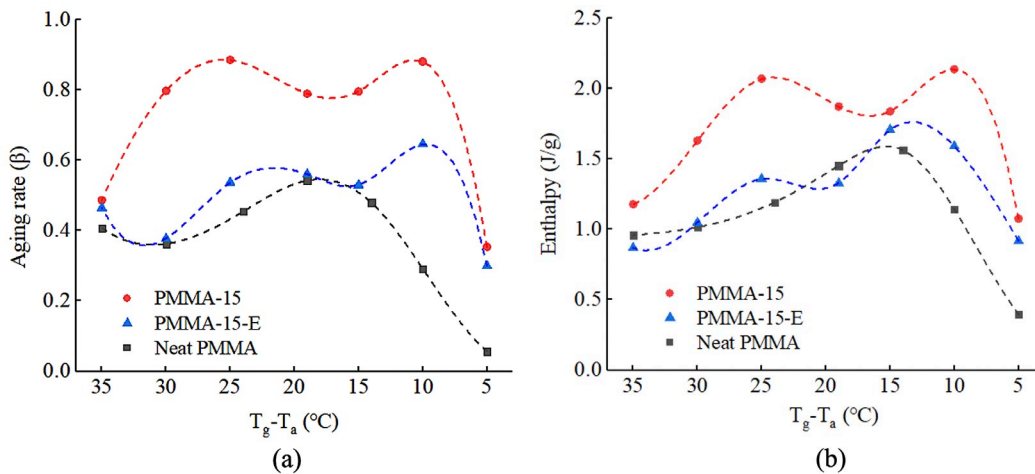 1.0
0.8
0.6
0.4
0.2
0.0
Aging rate (β)
PMMA-15
PMMA-15-E
Neat PMMA
35 30 25 20 15 10 5
Tg-Ta (°C)
(a)
2.5
2.0
1.5
1.0
0.5
0.0
Enthalpy (J/g)
PMMA-15
PMMA-15-E
Neat PMMA
35 30 25 20 15 10 5
Tg-Ta (°C)
(b)